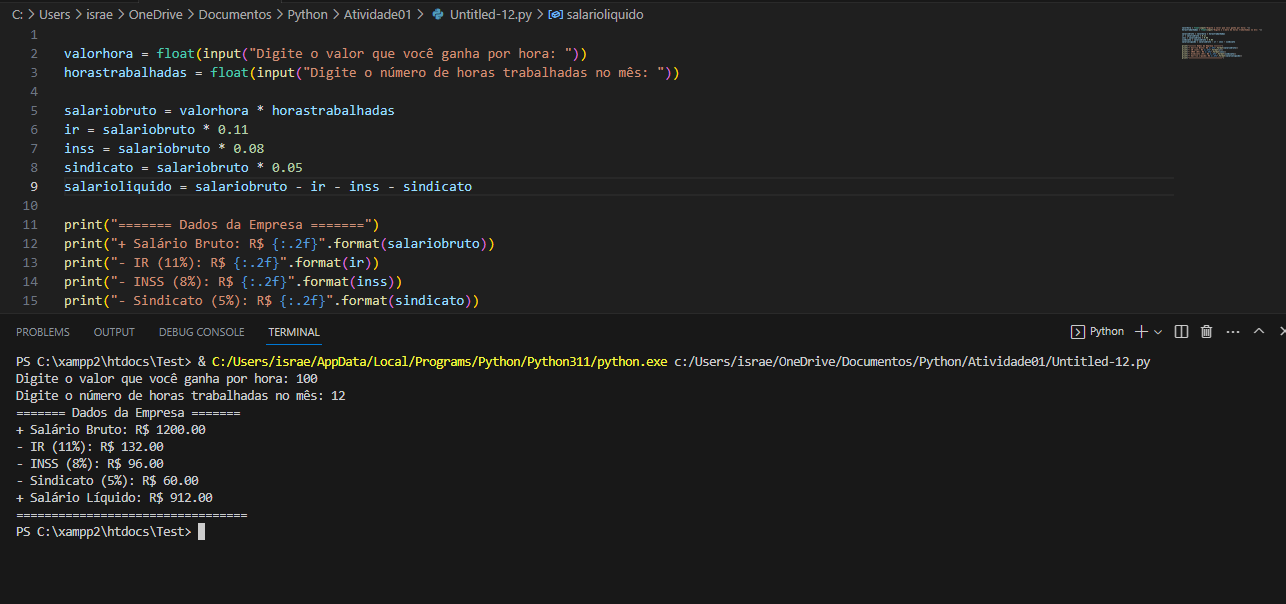 C: > Users > israe > OneDrive > Documentos > Python > Atividade01 > Untitled-12.py > salarioliquido
1
2 valorhora = float(input("Digite o valor que você ganha por hora: "))
3 horastrabalhadas = float(input("Digite o número de horas trabalhadas no mês: "))
4
5 salariobruto = valorhora * horastrabalhadas
6 ir = salariobruto * 0.11
7 inss = salariobruto * 0.08
8 sindicato = salariobruto * 0.05
9 salarioliquido = salariobruto - ir - inss - sindicato
10
11 print("======= Dados da Empresa =======")
12 print("+ Salário Bruto: R$ {:.2f}".format(salariobruto))
13 print("- IR (11%): R$ {:.2f}".format(ir))
14 print("- INSS (8%): R$ {:.2f}".format(inss))
15 print("- Sindicato (5%): R$ {:.2f}".format(sindicato))
PROBLEMS OUTPUT DEBUG CONSOLE TERMINAL Python
PS C:\xampp2\htdocs\Test> & C:/Users/israe/AppData/Local/Programs/Python/Python311/python.exe c:/Users/israe/OneDrive/Documentos/Python/Atividade01/Untitled-12.py
Digite o valor que você ganha por hora: 100
Digite o número de horas trabalhadas no mês: 12
======= Dados da Empresa =======
+ Salário Bruto: R$ 1200.00
- IR (11%): R$ 132.00
- INSS (8%): R$ 96.00
- Sindicato (5%): R$ 60.00
+ Salário Líquido: R$ 912.00
=================================
PS C:\xampp2\htdocs\Test>